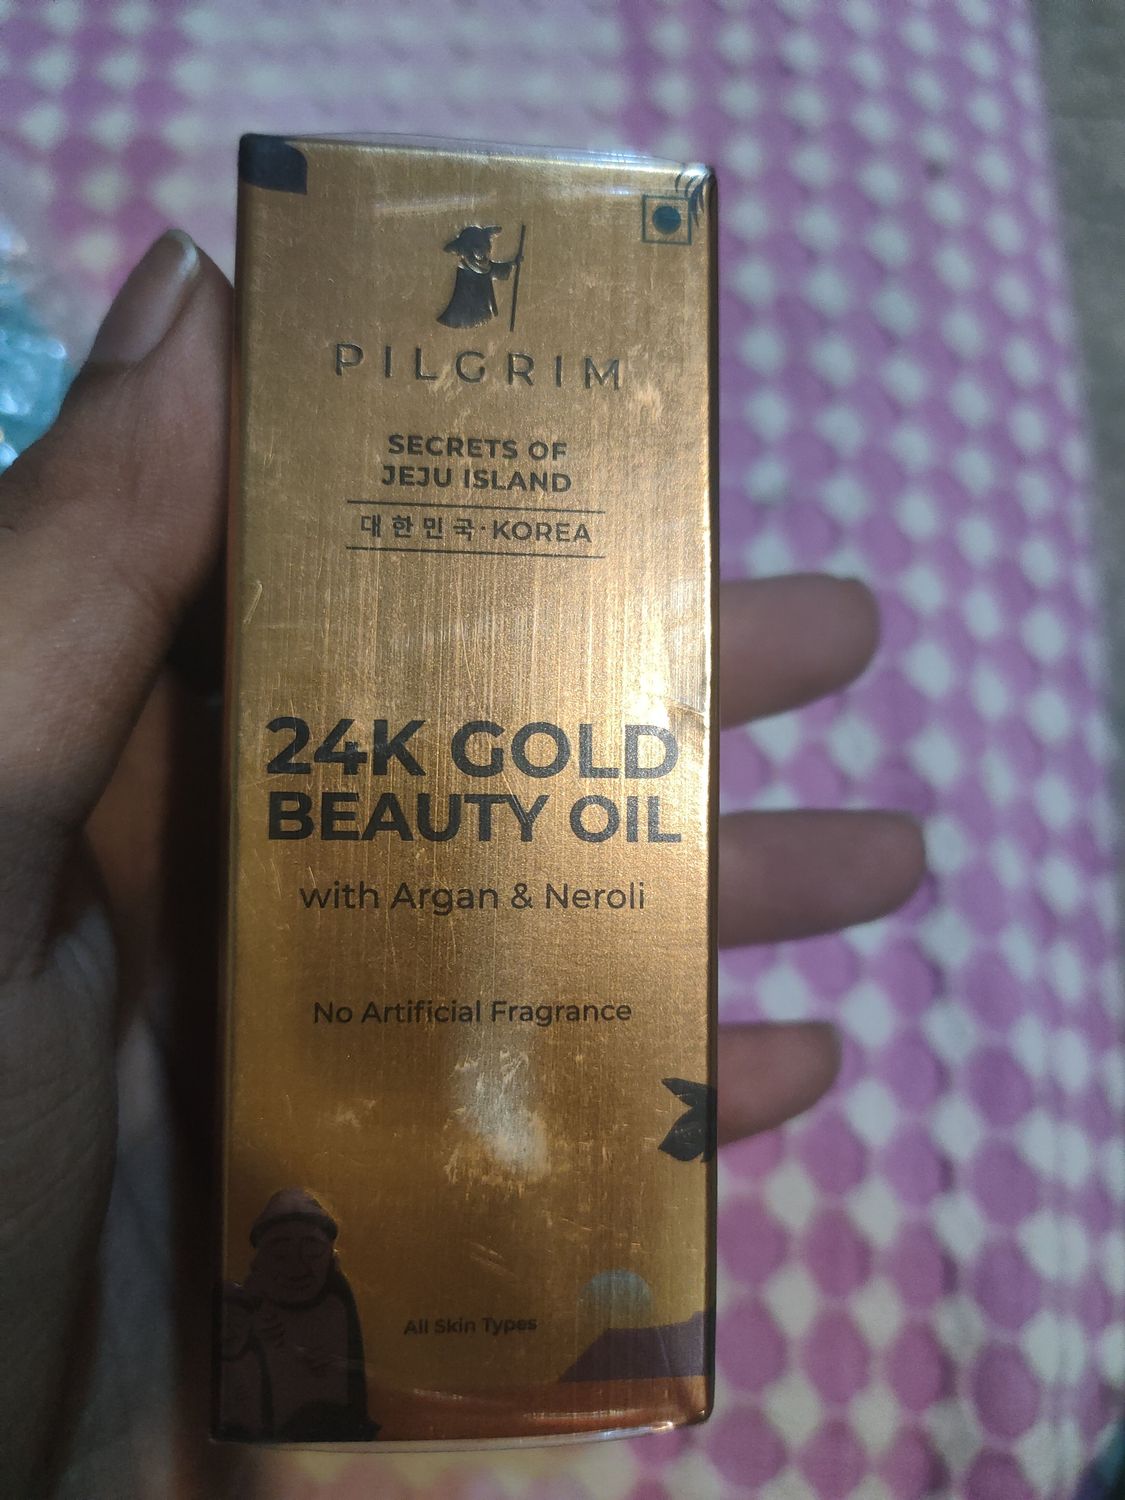 PILGRIM
SECRETS OF
JEJU ISLAND
대한민국·KOREA
24K GOLD
BEAUTY OIL
with Argan & Neroli
No Artificial Fragrance
All Skin Types